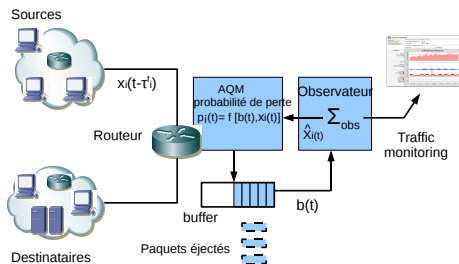 Sources
xi(t-τᶠi)
Routeur
AQM
probabilité de perte
pi(t)= f [b(t),xi(t)]
Observateur
Σobs
x̂i(t)
Traffic
monitoring
buffer
b(t)
Paquets éjectés
Destinataires